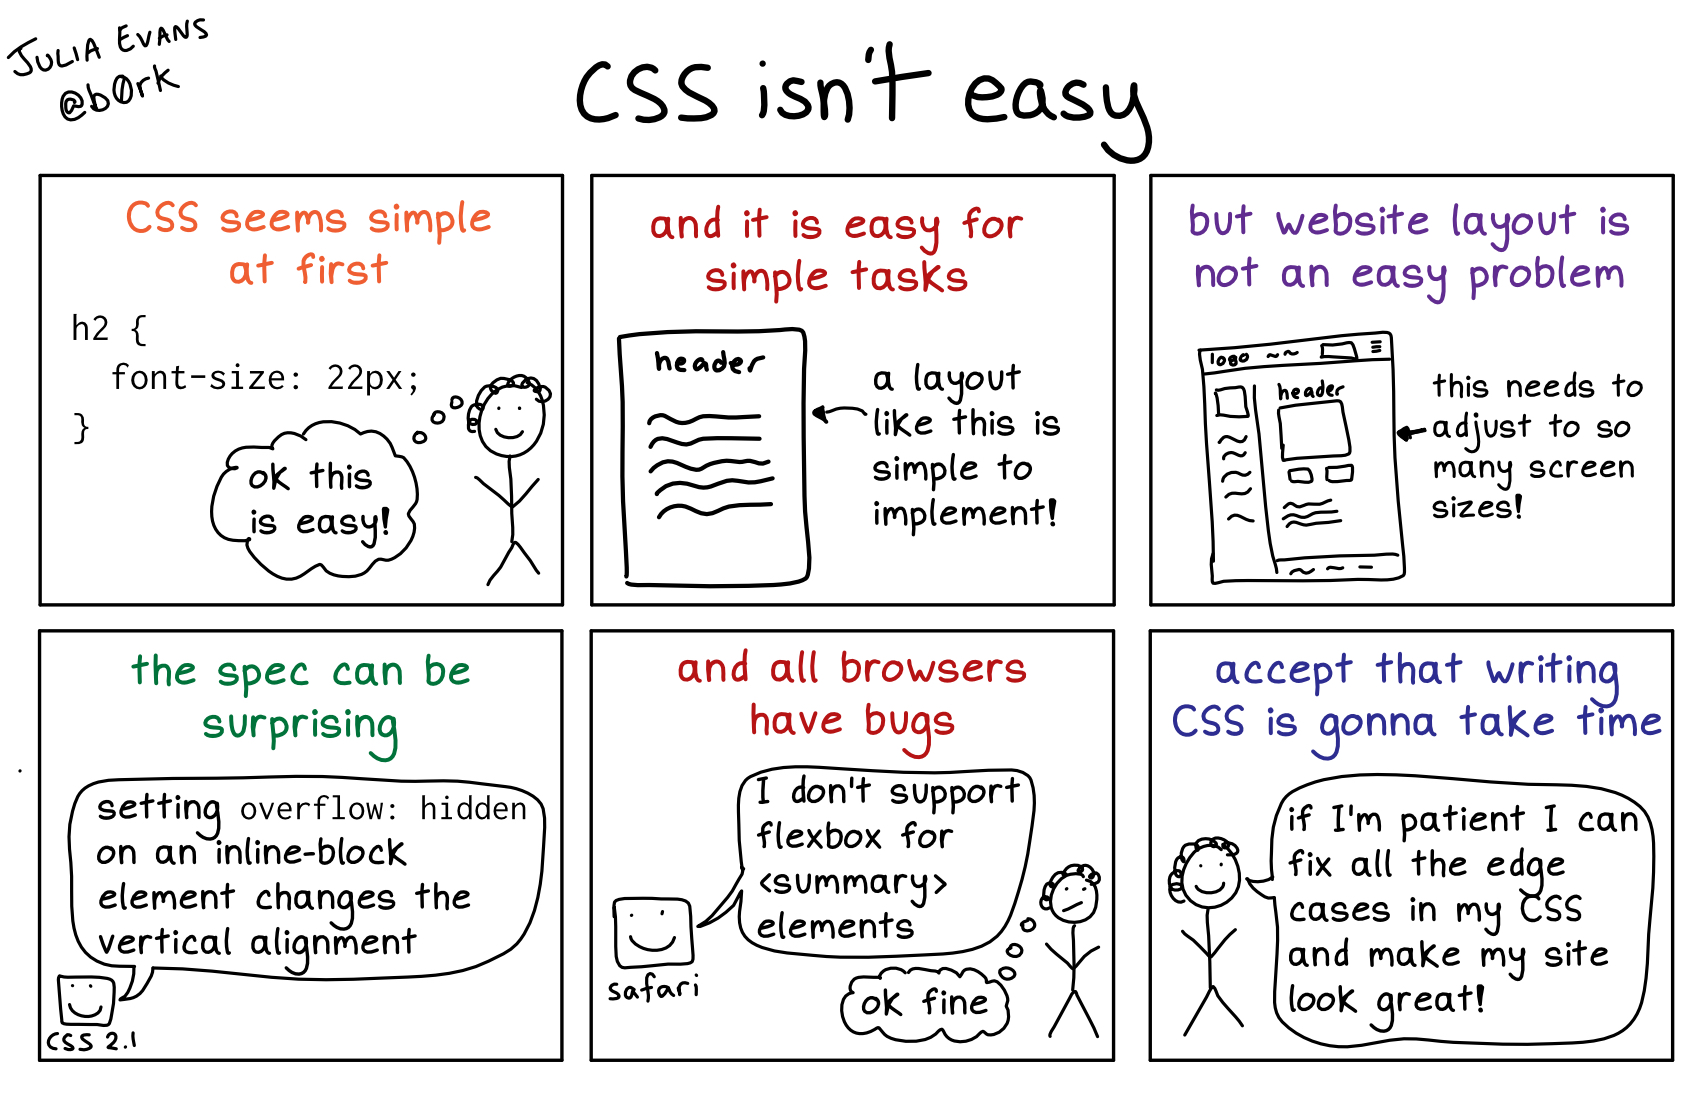 JULIA EVANS
@b0rk
CSS isn't easy
CSS seems simple
at first
h2 {
font-size: 22px;
}
ok this
is easy!
and it is easy for
simple tasks
header
a layout
like this is
simple to
implement!
but website layout is
not an easy problem
logo
header
this needs to
adjust to so
many screen
sizes!
the spec can be
surprising
setting overflow: hidden
on an inline-block
element changes the
vertical alignment
CSS 2.1
and all browsers
have bugs
I don't support
flexbox for
<summary>
elements
safari
ok fine
accept that writing
CSS is gonna take time
if I'm patient I can
fix all the edge
cases in my CSS
and make my site
look great!